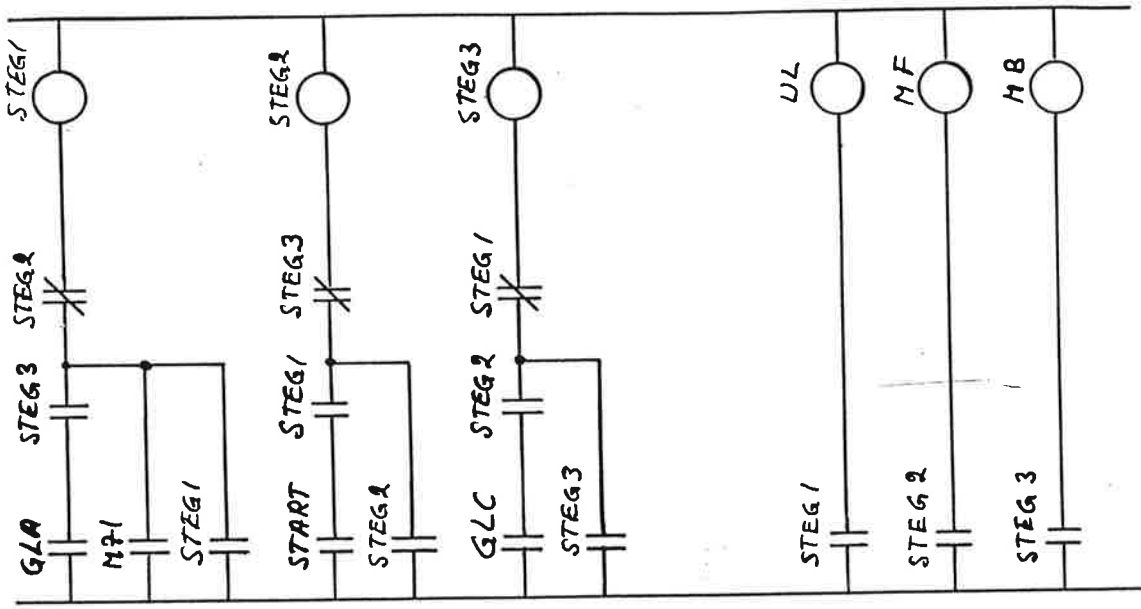 GLA STEG3 STEG2 STEG1
M71
STEG1
START STEG1 STEG3 STEG2
STEG2
GLC STEG2 STEG1 STEG3
STEG3
STEG1 UL
STEG2 MF
STEG3 MB